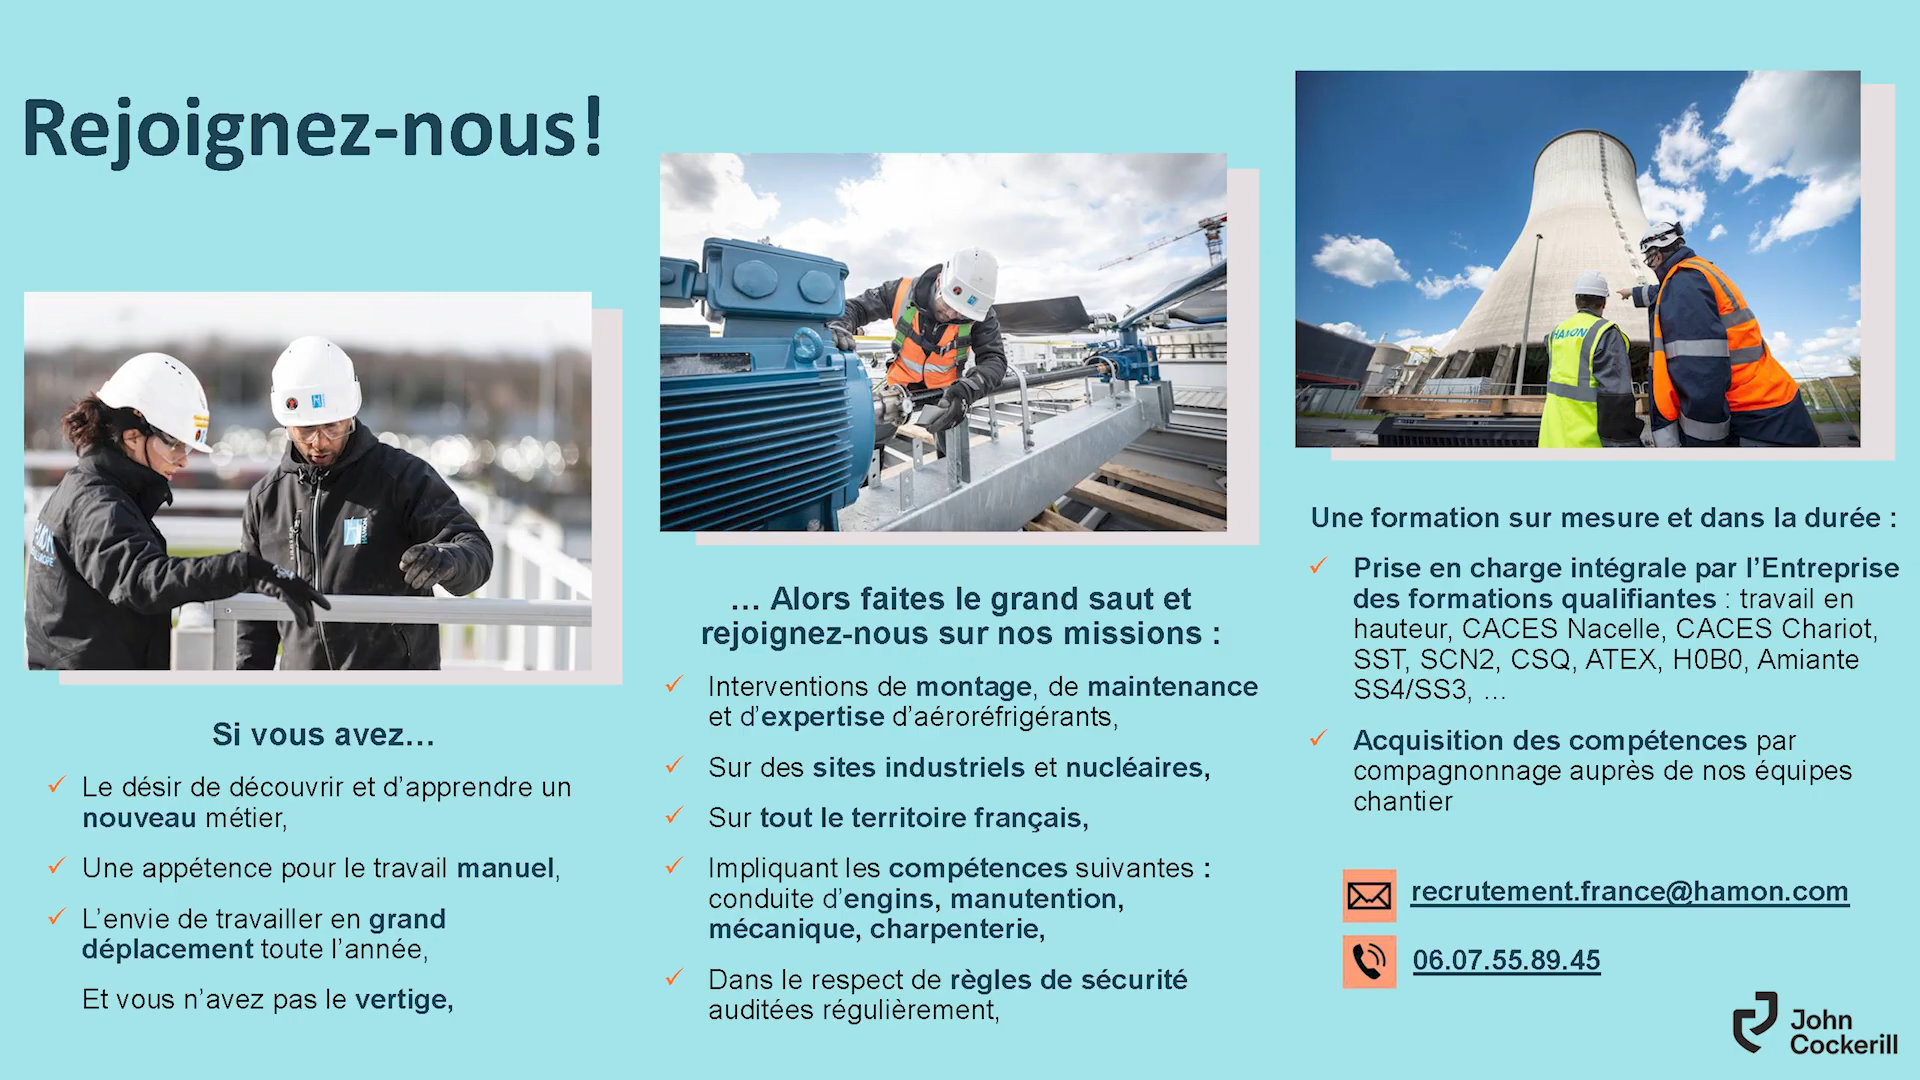 Rejoignez-nous!
Si vous avez…
Le désir de découvrir et d’apprendre un
nouveau métier,
Une appétence pour le travail manuel,
L’envie de travailler en grand
déplacement toute l’année,
Et vous n’avez pas le vertige,
… Alors faites le grand saut et
rejoignez-nous sur nos missions :
Interventions de montage, de maintenance
et d’expertise d’aéroréfrigérants,
Sur des sites industriels et nucléaires,
Sur tout le territoire français,
Impliquant les compétences suivantes :
conduite d’engins, manutention,
mécanique, charpenterie,
Dans le respect de règles de sécurité
auditées régulièrement,
HAMON
Une formation sur mesure et dans la durée :
Prise en charge intégrale par l’Entreprise
des formations qualifiantes : travail en
hauteur, CACES Nacelle, CACES Chariot,
SST, SCN2, CSQ, ATEX, H0B0, Amiante
SS4/SS3, …
Acquisition des compétences par
compagnonnage auprès de nos équipes
chantier
recrutement.france@hamon.com
06.07.55.89.45
John
Cockerill